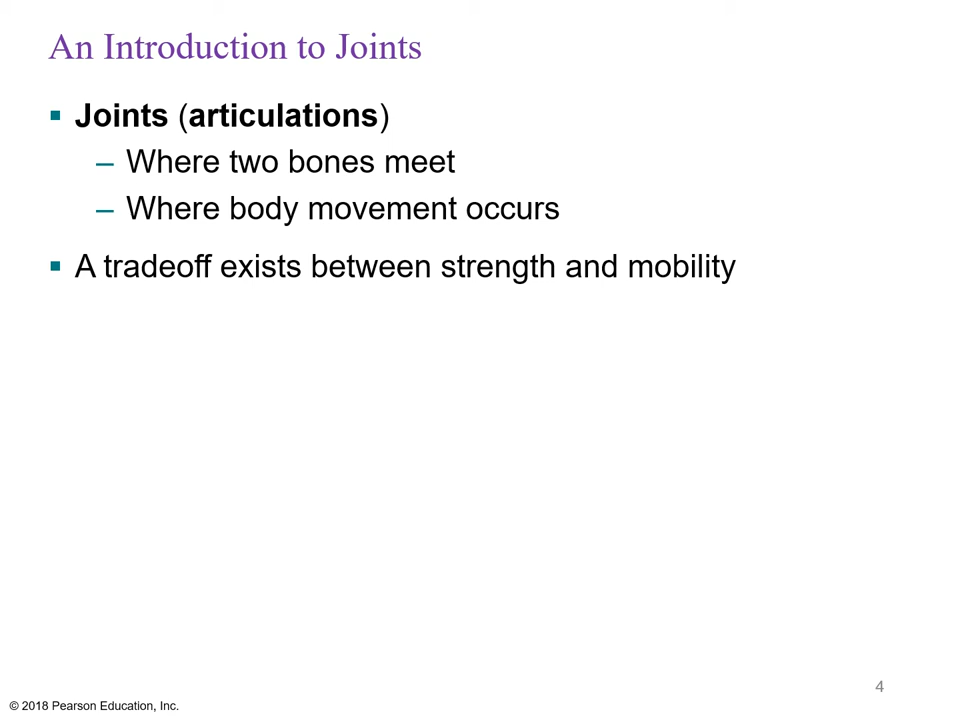 An Introduction to Joints
▪ Joints (articulations)
– Where two bones meet
– Where body movement occurs
▪ A tradeoff exists between strength and mobility
4
© 2018 Pearson Education, Inc.